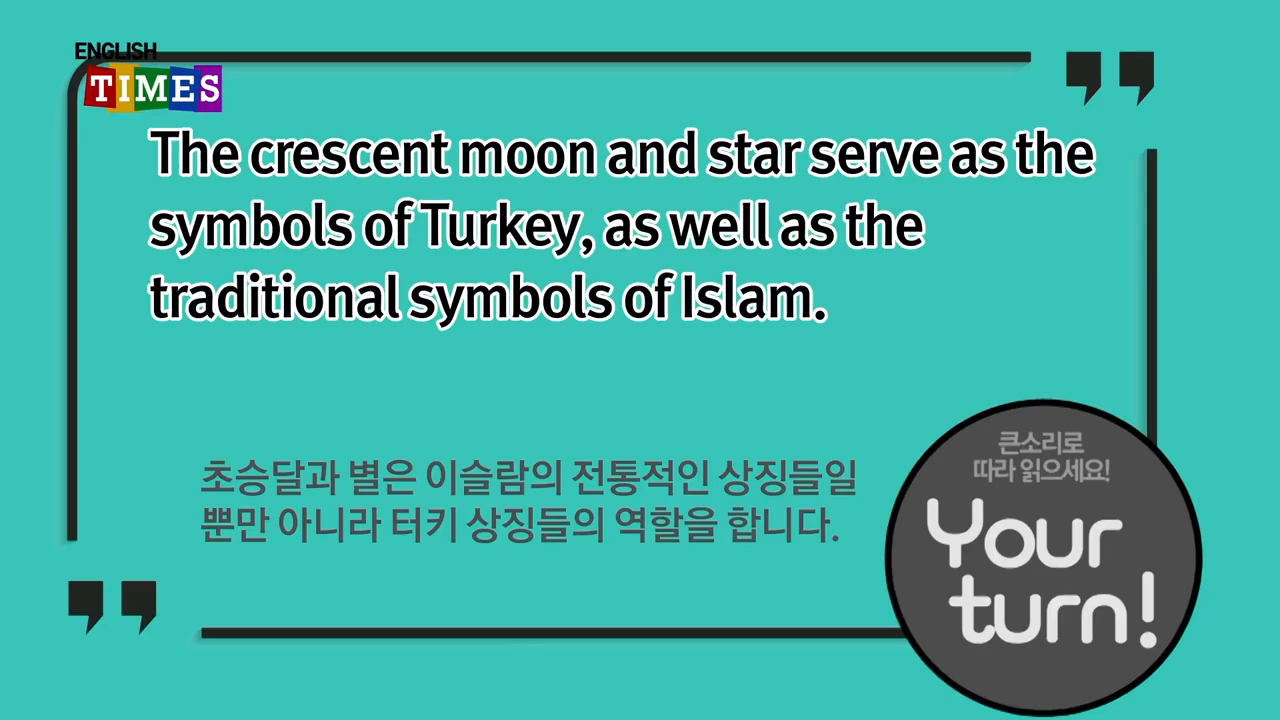 ENGLISH
TIMES
The crescent moon and star serve as the
symbols of Turkey, as well as the
traditional symbols of Islam.
초승달과 별은 이슬람의 전통적인 상징들일
뿐만 아니라 터키 상징들의 역할을 합니다.
큰소리로
따라 읽으세요!
Your
turn!